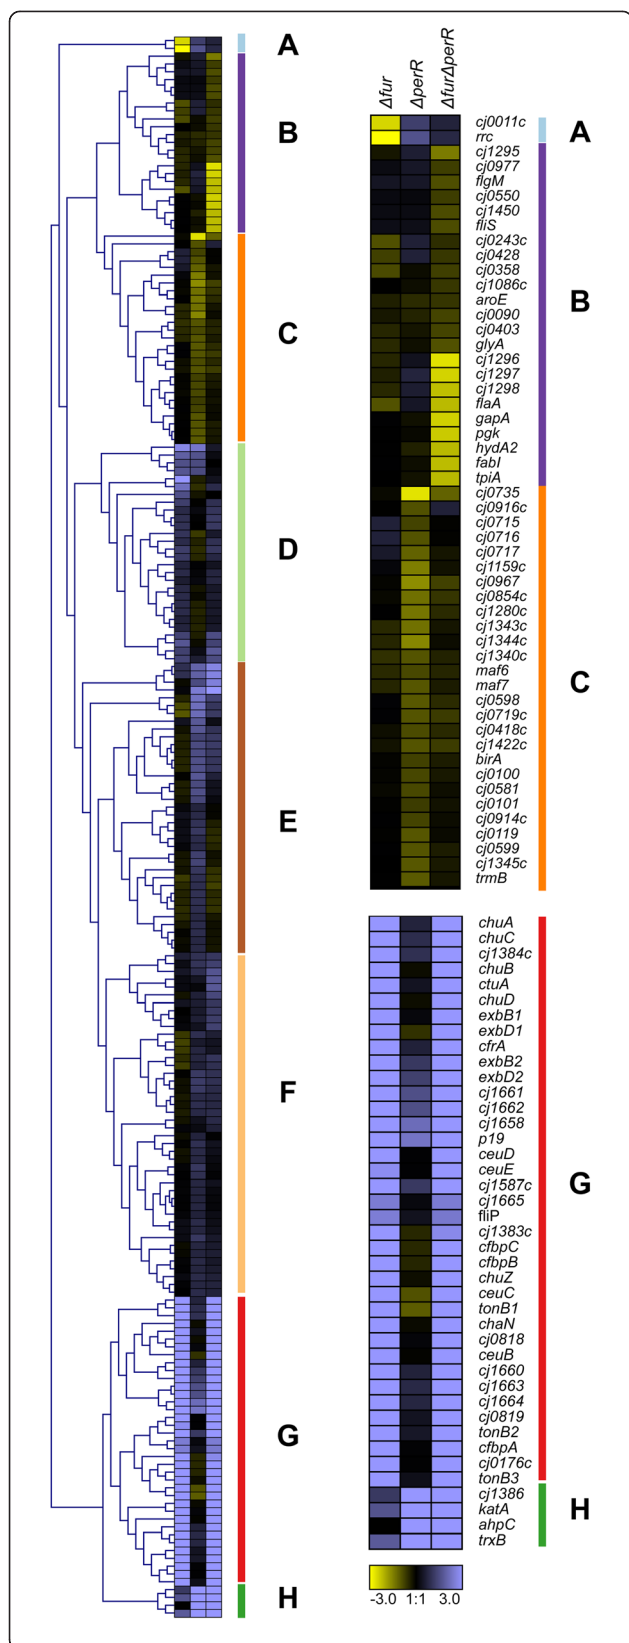 A
B
C
D
E
F
G
H
Δfur
ΔperR
ΔfurΔperR
cj0011c
rrc
cj1295
cj0977
flgM
cj0550
cj1450
fliS
cj0243c
cj0428
cj0358
cj1086c
aroE
cj0090
cj0403
glyA
cj1296
cj1297
cj1298
flaA
gapA
pgk
hydA2
fabI
tpiA
cj0735
cj0916c
cj0715
cj0716
cj0717
cj1159c
cj0967
cj0854c
cj1280c
cj1343c
cj1344c
cj1340c
maf6
maf7
cj0598
cj0719c
cj0418c
cj1422c
birA
cj0100
cj0581
cj0101
cj0914c
cj0119
cj0599
cj1345c
trmB
A
B
C
chuA
chuC
cj1384c
chuB
ctuA
chuD
exbB1
exbD1
cfrA
exbB2
exbD2
cj1661
cj1662
cj1658
p19
ceuD
ceuE
cj1587c
cj1665
fliP
cj1383c
cfbpC
cfbpB
chuZ
ceuC
tonB1
chaN
cj0818
ceuB
cj1660
cj1663
cj1664
cj0819
tonB2
cfbpA
cj0176c
tonB3
cj1386
katA
ahpC
trxB
G
H
-3.0 1:1 3.0